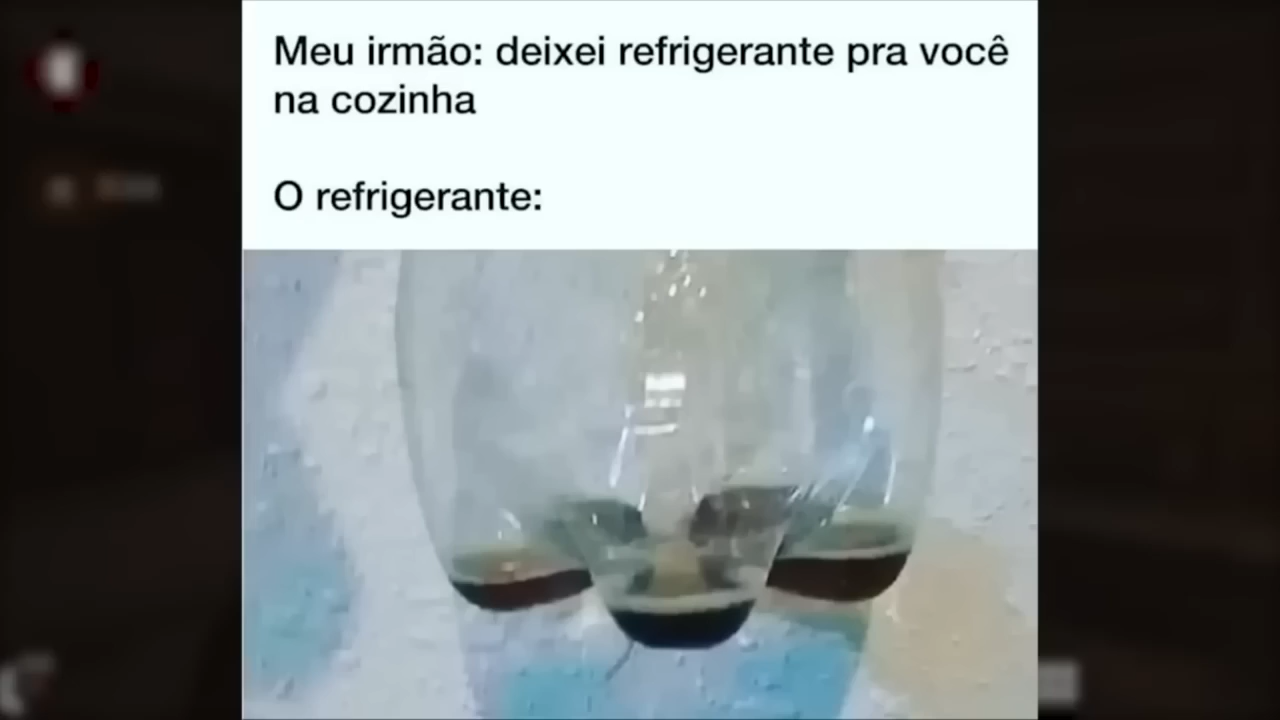 Meu irmão: deixei refrigerante pra você
na cozinha
O refrigerante: